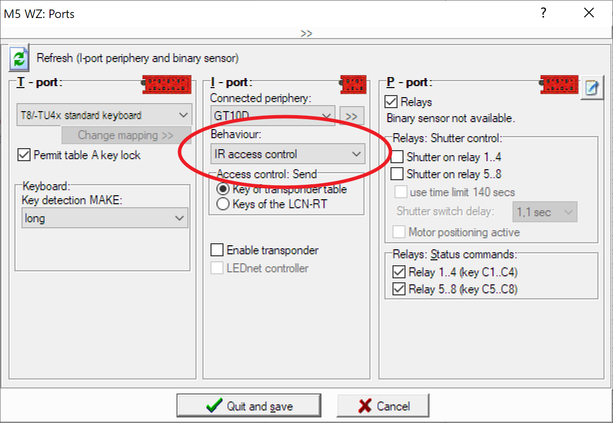 M5 WZ: Ports
?
>>
Refresh (I-port periphery and binary sensor)
T - port:
T8/-TU4x standard keyboard
Change mapping >>
Permit table A key lock
Keyboard:
Key detection MAKE:
long
I - port:
Connected periphery:
GT10D
>>
Behaviour:
IR access control
Access control: Send
Key of transponder table
Keys of the LCN-RT
Enable transponder
LEDnet controller
P - port:
Relays
Binary sensor not available.
Relays: Shutter control:
Shutter on relay 1..4
Shutter on relay 5..8
use time limit 140 secs
Shutter switch delay:
1,1 sec
Motor positioning active
Relays: Status commands:
Relay 1..4 (key C1..C4)
Relay 5..8 (key C5..C8)
Quit and save
Cancel